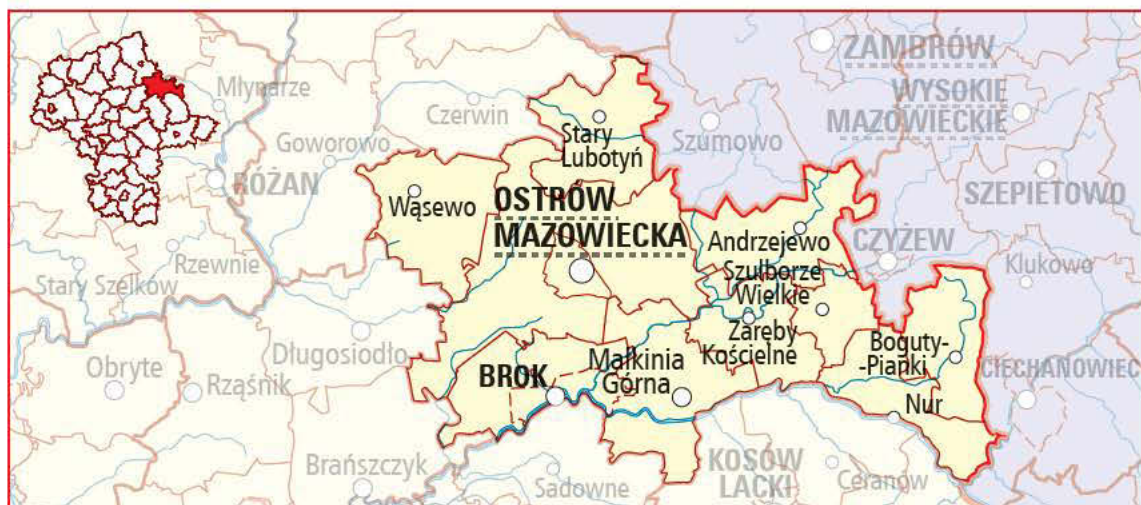 ZAMBRÓW
WYSOKIE
MAZOWIECKIE
Młynarze
Czerwin
Szumowo
Goworowo
Stary
Lubotyń
RÓŻAN
Wąsewo
OSTRÓW
MAZOWIECKA
SZEPIETOWO
Andrzejewo
CZYŻEW
Rzewnie
Stary Szelków
Szulborze
Wielkie
Klukowo
Obryte
Rząśnik
Długosiodło
BROK
Małkinia
Górna
Zaręby
Kościelne
Boguty-
-Pianki
CIECHANOWIEC
Nur
Brańszczyk
Sadowne
KOSÓW
LACKI
Ceranów